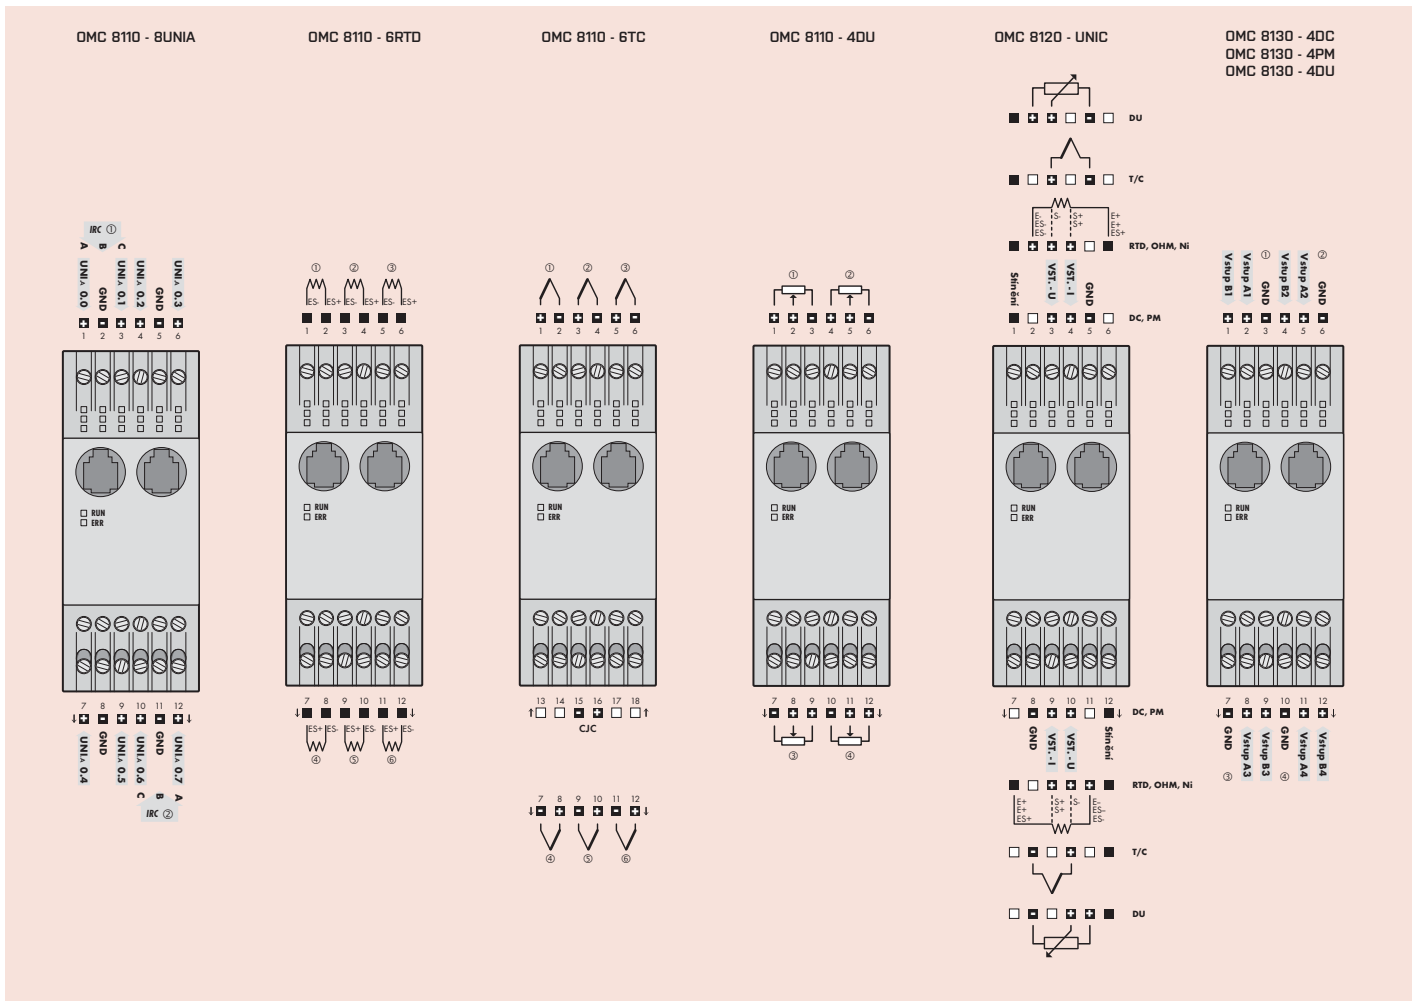 OMC 8110 - 8UNIA
OMC 8110 - 6RTD
OMC 8110 - 6TC
OMC 8110 - 4DU
OMC 8120 - UNIC
OMC 8130 - 4DC
OMC 8130 - 4PM
OMC 8130 - 4DU
IRC ①
A B C
UNI A 0.0
GND
UNI A 0.1
UNI A 0.2
GND
UNI A 0.3
1 2 3 4 5 6
RUN
ERR
7 8 9 10 11 12
↓ ↓
UNI A 0.4
GND
UNI A 0.5
UNI A 0.6
GND
UNI A 0.7
C B A
IRC ②
① ② ③
ES- ES+ ES- ES+ ES- ES+
1 2 3 4 5 6
RUN
ERR
7 8 9 10 11 12
↓ ↓
ES+ ES- ES+ ES- ES+ ES-
④ ⑤ ⑥
① ② ③
+ - + - + -
1 2 3 4 5 6
RUN
ERR
13 14 15 16 17 18
↑ - + ↑
CJC
7 8 9 10 11 12
↓ - + - + - + ↓
④ ⑤ ⑥
① ②
+ + - + + -
1 2 3 4 5 6
RUN
ERR
7 8 9 10 11 12
↓ - + + - + + ↓
③ ④
+ + - DU
+ - T/C
E- S- S+ E+
ES- S+ E+
ES- ES+
+ + + RTD, OHM, Ni
Stínění
VST. - U
VST. - I
GND
+ + - DC, PM
1 2 3 4 5 6
RUN
ERR
7 8 9 10 11 12
↓ - + + ↓ DC, PM
GND
VST. - I
VST. - U
Stínění
+ + + RTD, OHM, Ni
E+ S+ S- E-
E+ S+ ES-
ES+ ES-
- + T/C
- + + DU
① ②
Vstup B1
Vstup A1
GND
Vstup B2
Vstup A2
GND
+ + - + + -
1 2 3 4 5 6
RUN
ERR
7 8 9 10 11 12
↓ - + + - + + ↓
GND
Vstup A3
Vstup B3
GND
Vstup A4
Vstup B4
③ ④